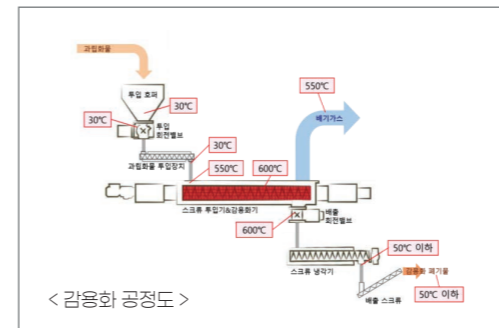 과립화물
550℃
투입 호퍼
30℃
배기가스
30℃
투입
회전밸브
30℃
과립화물 투입장치
550℃
600℃
스크류 투입기&감용화기
배출
회전밸브
600℃
50℃ 이하
감용화 폐기물
스크류 냉각기
50℃ 이하
배출 스크류
< 감용화 공정도 >